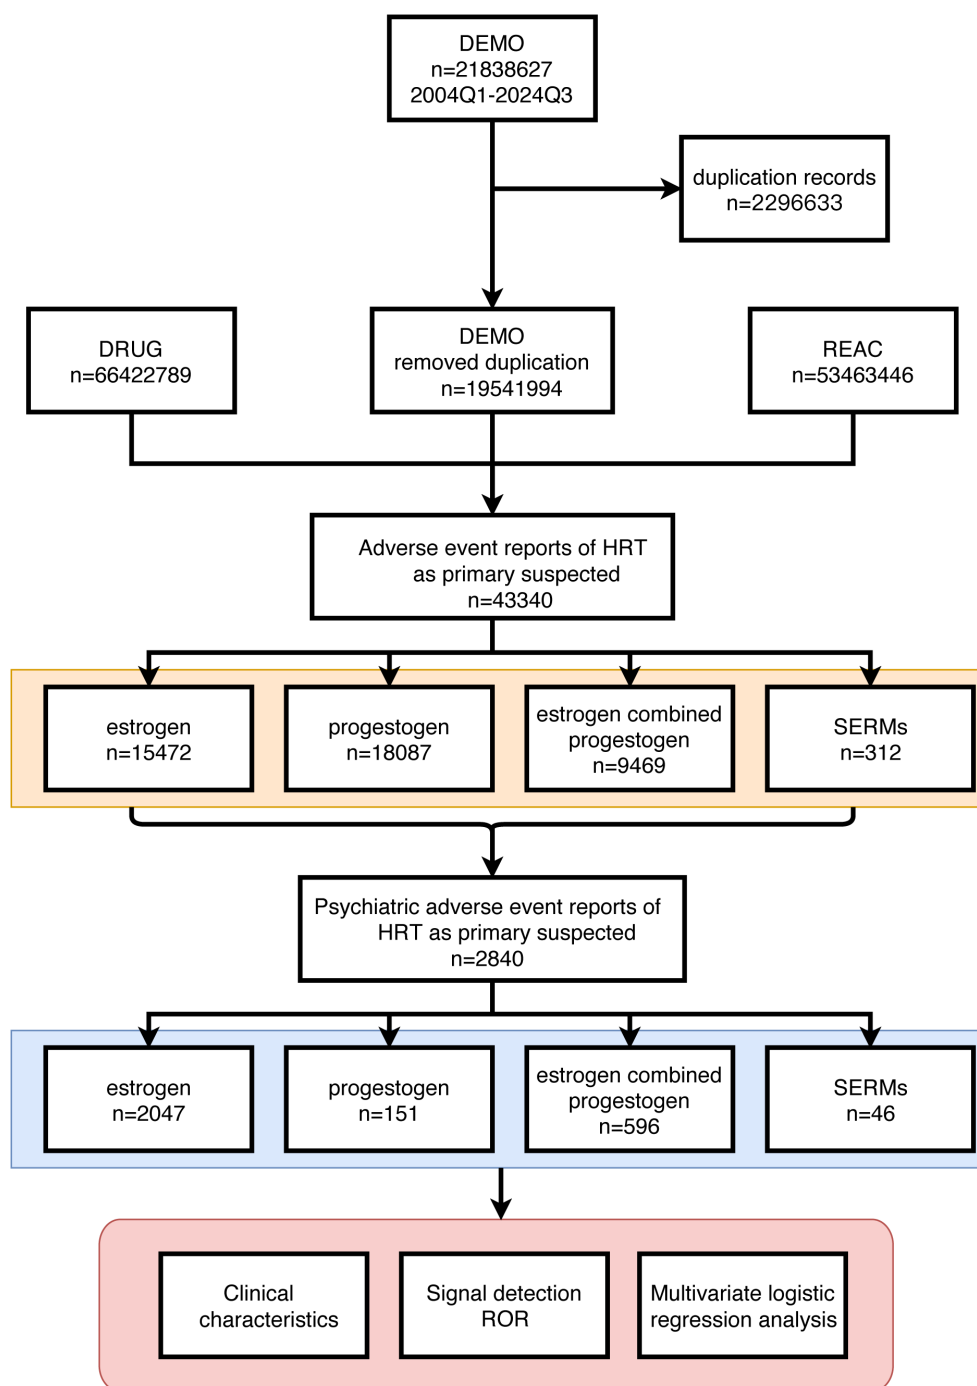 DEMO
n=21838627
2004Q1-2024Q3
duplication records
n=2296633
DRUG
n=66422789
DEMO
removed duplication
n=19541994
REAC
n=53463446
Adverse event reports of HRT
as primary suspected
n=43340
estrogen
n=15472
progestogen
n=18087
estrogen combined
progestogen
n=9469
SERMs
n=312
Psychiatric adverse event reports of
HRT as primary suspected
n=2840
estrogen
n=2047
progestogen
n=151
estrogen combined
progestogen
n=596
SERMs
n=46
Clinical
characteristics
Signal detection
ROR
Multivariate logistic
regression analysis